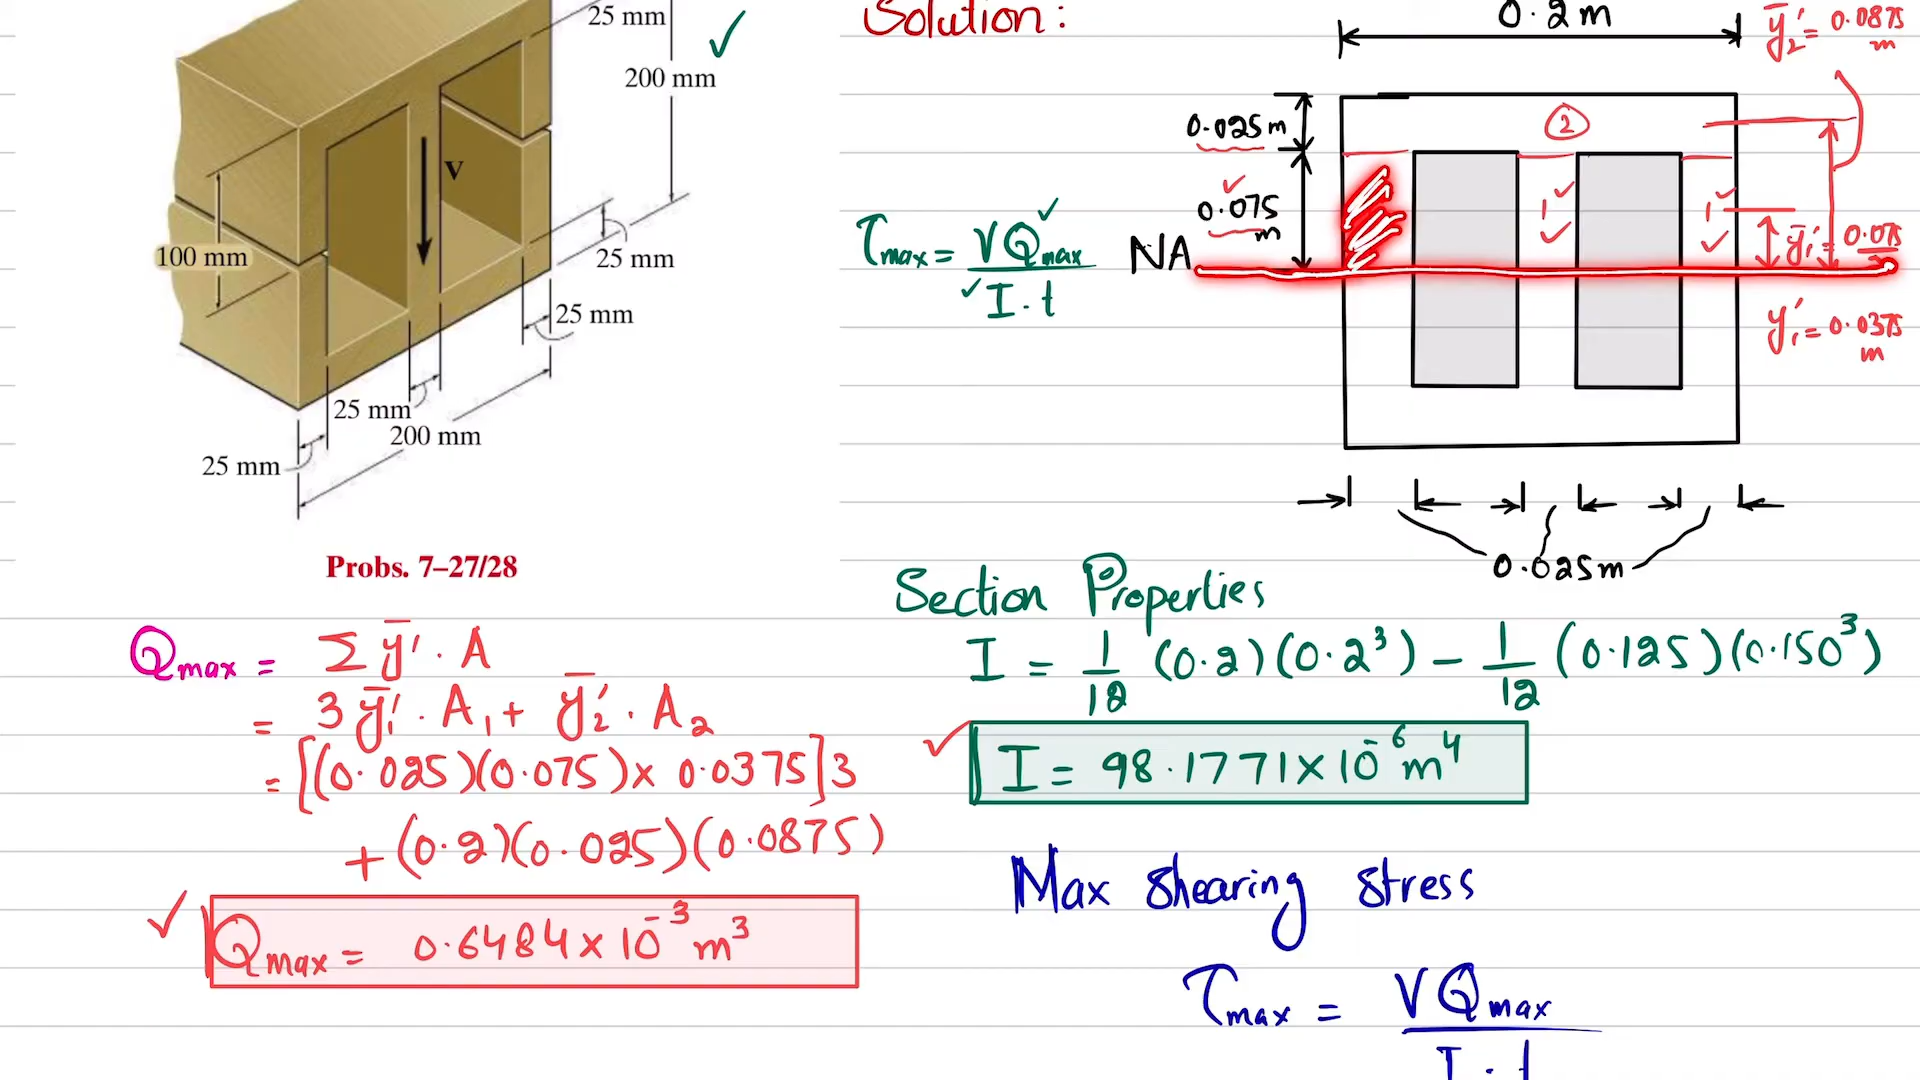 25 mm
200 mm
V
100 mm
25 mm
25 mm
25 mm
200 mm
25 mm
Probs. 7–27/28
Qmax = Σ ȳ' · A
= 3 ȳ₁' · A₁ + ȳ₂' · A₂
= [(0.025)(0.075) × 0.0375] 3
+ (0.2)(0.025)(0.0875)
Qmax = 0.6484 × 10⁻³ m³
Solution :
0.2 m
ȳ₂' = 0.0875 m
0.025 m
2
0.075 m
τmax = VQmax / I · t
NA
1
1
ȳ₁' = 0.075
y₁' = 0.0375 m
0.025 m
Section Properties
I = 1/12 (0.2)(0.2³) − 1/12 (0.125)(0.150³)
I = 98.1771 × 10⁻⁶ m⁴
Max shearing stress
τmax = VQmax / I · t